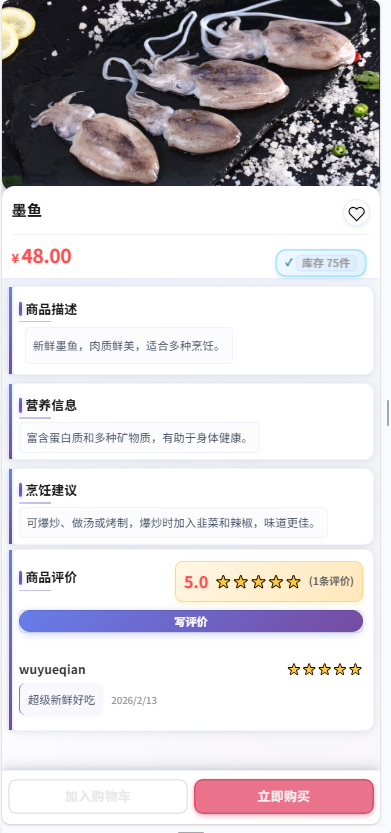 墨鱼
¥48.00
✓ 库存 75件
商品描述
新鲜墨鱼，肉质鲜美，适合多种烹饪。
营养信息
富含蛋白质和多种矿物质，有助于身体健康。
烹饪建议
可爆炒、做汤或烤制，爆炒时加入韭菜和辣椒，味道更佳。
商品评价
5.0 ★★★★★ (1条评价)
写评价
wuyueqian ★★★★★
超级新鲜好吃 2026/2/13
加入购物车 立即购买